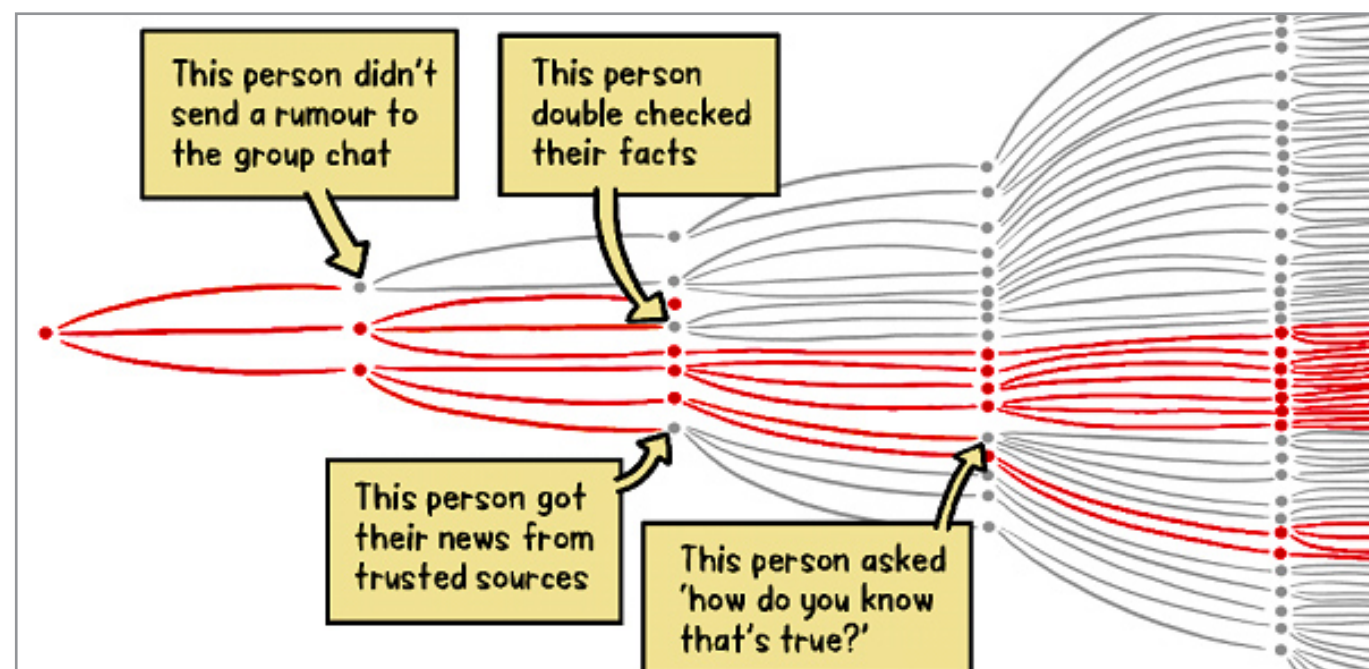 This person didn't
send a rumour to
the group chat
This person
double checked
their facts
This person got
their news from
trusted sources
This person asked
'how do you know
that's true?'